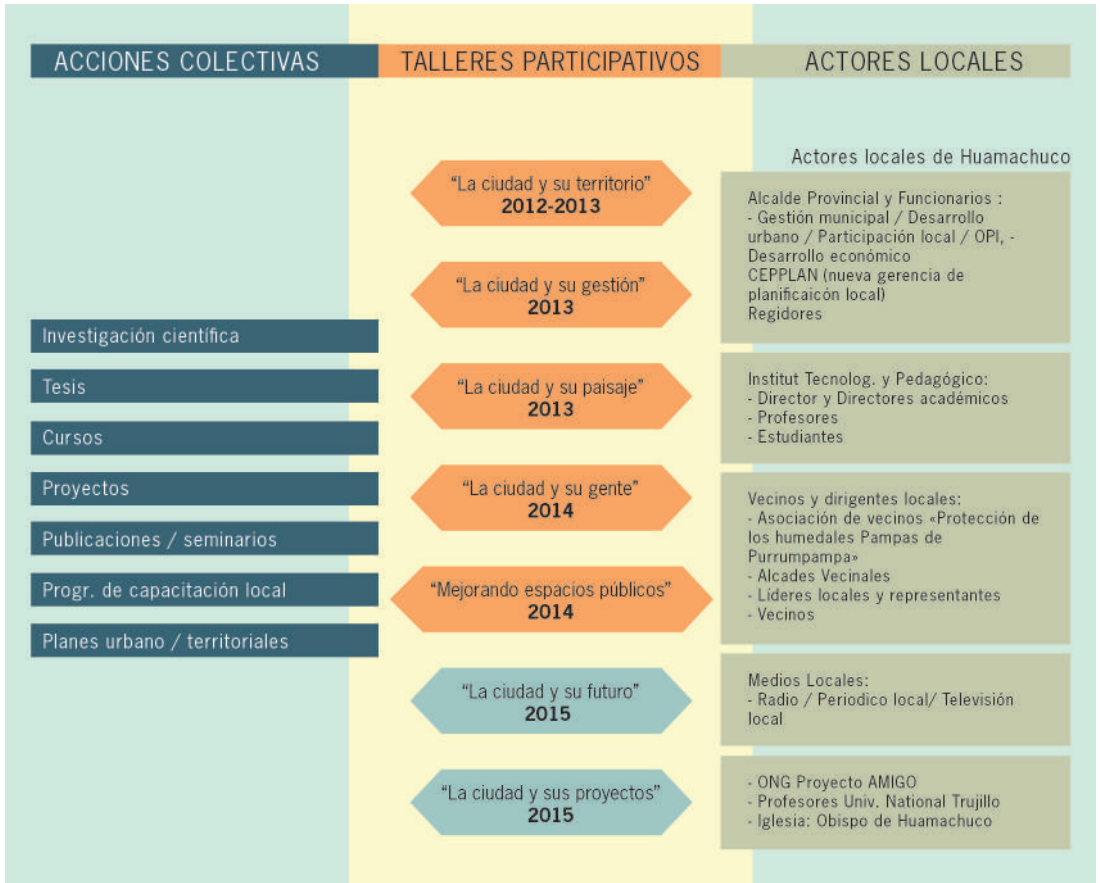 ACCIONES COLECTIVAS
TALLERES PARTICIPATIVOS
ACTORES LOCALES
Investigación científica
Tesis
Cursos
Proyectos
Publicaciones / seminarios
Progr. de capacitación local
Planes urbano / territoriales
“La ciudad y su territorio”
2012-2013
“La ciudad y su gestión”
2013
“La ciudad y su paisaje”
2013
“La ciudad y su gente”
2014
“Mejorando espacios públicos”
2014
“La ciudad y su futuro”
2015
“La ciudad y sus proyectos”
2015
Actores locales de Huamachuco
Alcalde Provincial y Funcionarios :
- Gestión municipal / Desarrollo
urbano / Participación local / OPI, -
Desarrollo económico
CEPPLAN (nueva gerencia de
planificaicón local)
Regidores
Institut Tecnolog. y Pedagógico:
- Director y Directores académicos
- Profesores
- Estudiantes
Vecinos y dirigentes locales:
- Asociación de vecinos «Protección de
los humedales Pampas de
Purrumpampa»
- Alcades Vecinales
- Líderes locales y representantes
- Vecinos
Medios Locales:
- Radio / Periodico local/ Televisión
local
- ONG Proyecto AMIGO
- Profesores Univ. National Trujillo
- Iglesia: Obispo de Huamachuco